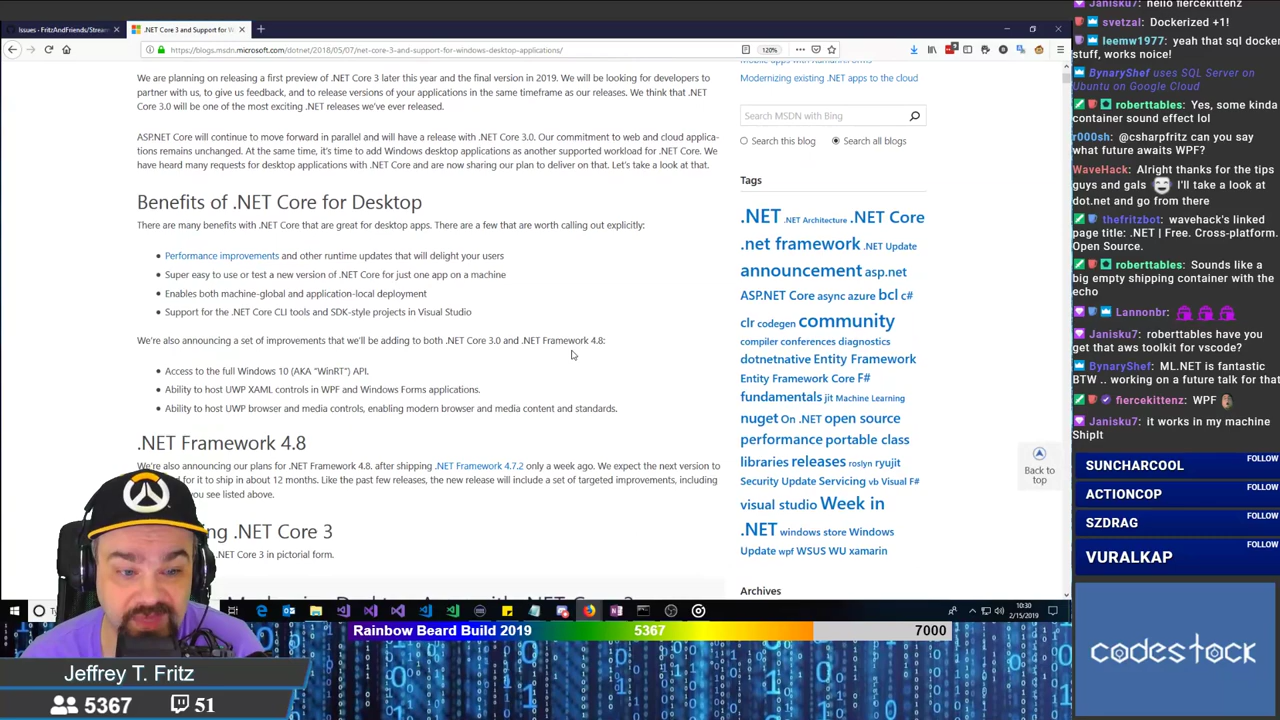 Issues - FritzAndFriends/Stream
.NET Core 3 and Support for W
https://blogs.msdn.microsoft.com/dotnet/2018/05/07/net-core-3-and-support-for-windows-desktop-applications/
120%
We are planning on releasing a first preview of .NET Core 3 later this year and the final version in 2019. We will be looking for developers to
partner with us, to give us feedback, and to release versions of your applications in the same timeframe as our releases. We think that .NET
Core 3.0 will be one of the most exciting .NET releases we've ever released.
ASP.NET Core will continue to move forward in parallel and will have a release with .NET Core 3.0. Our commitment to web and cloud applica-
tions remains unchanged. At the same time, it's time to add Windows desktop applications as another supported workload for .NET Core. We
have heard many requests for desktop applications with .NET Core and are now sharing our plan to deliver on that. Let's take a look at that.
Benefits of .NET Core for Desktop
There are many benefits with .NET Core that are great for desktop apps. There are a few that are worth calling out explicitly:
Performance improvements and other runtime updates that will delight your users
Super easy to use or test a new version of .NET Core for just one app on a machine
Enables both machine-global and application-local deployment
Support for the .NET Core CLI tools and SDK-style projects in Visual Studio
We're also announcing a set of improvements that we'll be adding to both .NET Core 3.0 and .NET Framework 4.8:
Access to the full Windows 10 (AKA "WinRT") API.
Ability to host UWP XAML controls in WPF and Windows Forms applications.
Ability to host UWP browser and media controls, enabling modern browser and media content and standards.
.NET Framework 4.8
We're also announcing our plans for .NET Framework 4.8. after shipping .NET Framework 4.7.2 only a week ago. We expect the next version to
for it to ship in about 12 months. Like the past few releases, the new release will include a set of targeted improvements, including
you see listed above.
ng .NET Core 3
.NET Core 3 in pictorial form.
Modernizing existing .NET apps to the cloud
Search MSDN with Bing
Search this blog
Search all blogs
Tags
.NET .NET Architecture .NET Core
.net framework .NET Update
announcement asp.net
ASP.NET Core async azure bcl c#
clr codegen community
compiler conferences diagnostics
dotnetnative Entity Framework
Entity Framework Core F#
fundamentals jit Machine Learning
nuget On .NET open source
performance portable class
libraries releases roslyn ryujit
Security Update Servicing vb Visual F#
visual studio Week in
.NET windows store Windows
Update wpf WSUS WU xamarin
Archives
Back to
top
10:30
2/15/2019
Janisku7: hello fiercekittenz
svetzal: Dockerized +1!
leemw1977: yeah that sql docker
stuff, works noice!
BynaryShef uses SQL Server on
Ubuntu on Google Cloud
roberttables: Yes, some kinda
container sound effect lol
r000sh: @csharpfritz can you say
what future awaits WPF?
WaveHack: Alright thanks for the tips
guys and gals I'll take a look at
dot.net and go from there
thefritzbot: wavehack's linked
page title: .NET | Free. Cross-platform.
Open Source.
roberttables: Sounds like a
big empty shipping container with the
echo
Lannonbr:
Janisku7: roberttables have you
get that aws toolkit for vscode?
BynaryShef: ML.NET is fantastic
BTW .. working on a future talk for that
fiercekittenz: WPF
Janisku7: it works in my machine
ShipIt
SUNCHARCOOL FOLLOW
ACTIONCOP FOLLOW
SZDRAG FOLLOW
VURALKAP FOLLOW
codestock
Rainbow Beard Build 2019 5367 7000
Jeffrey T. Fritz
5367 51